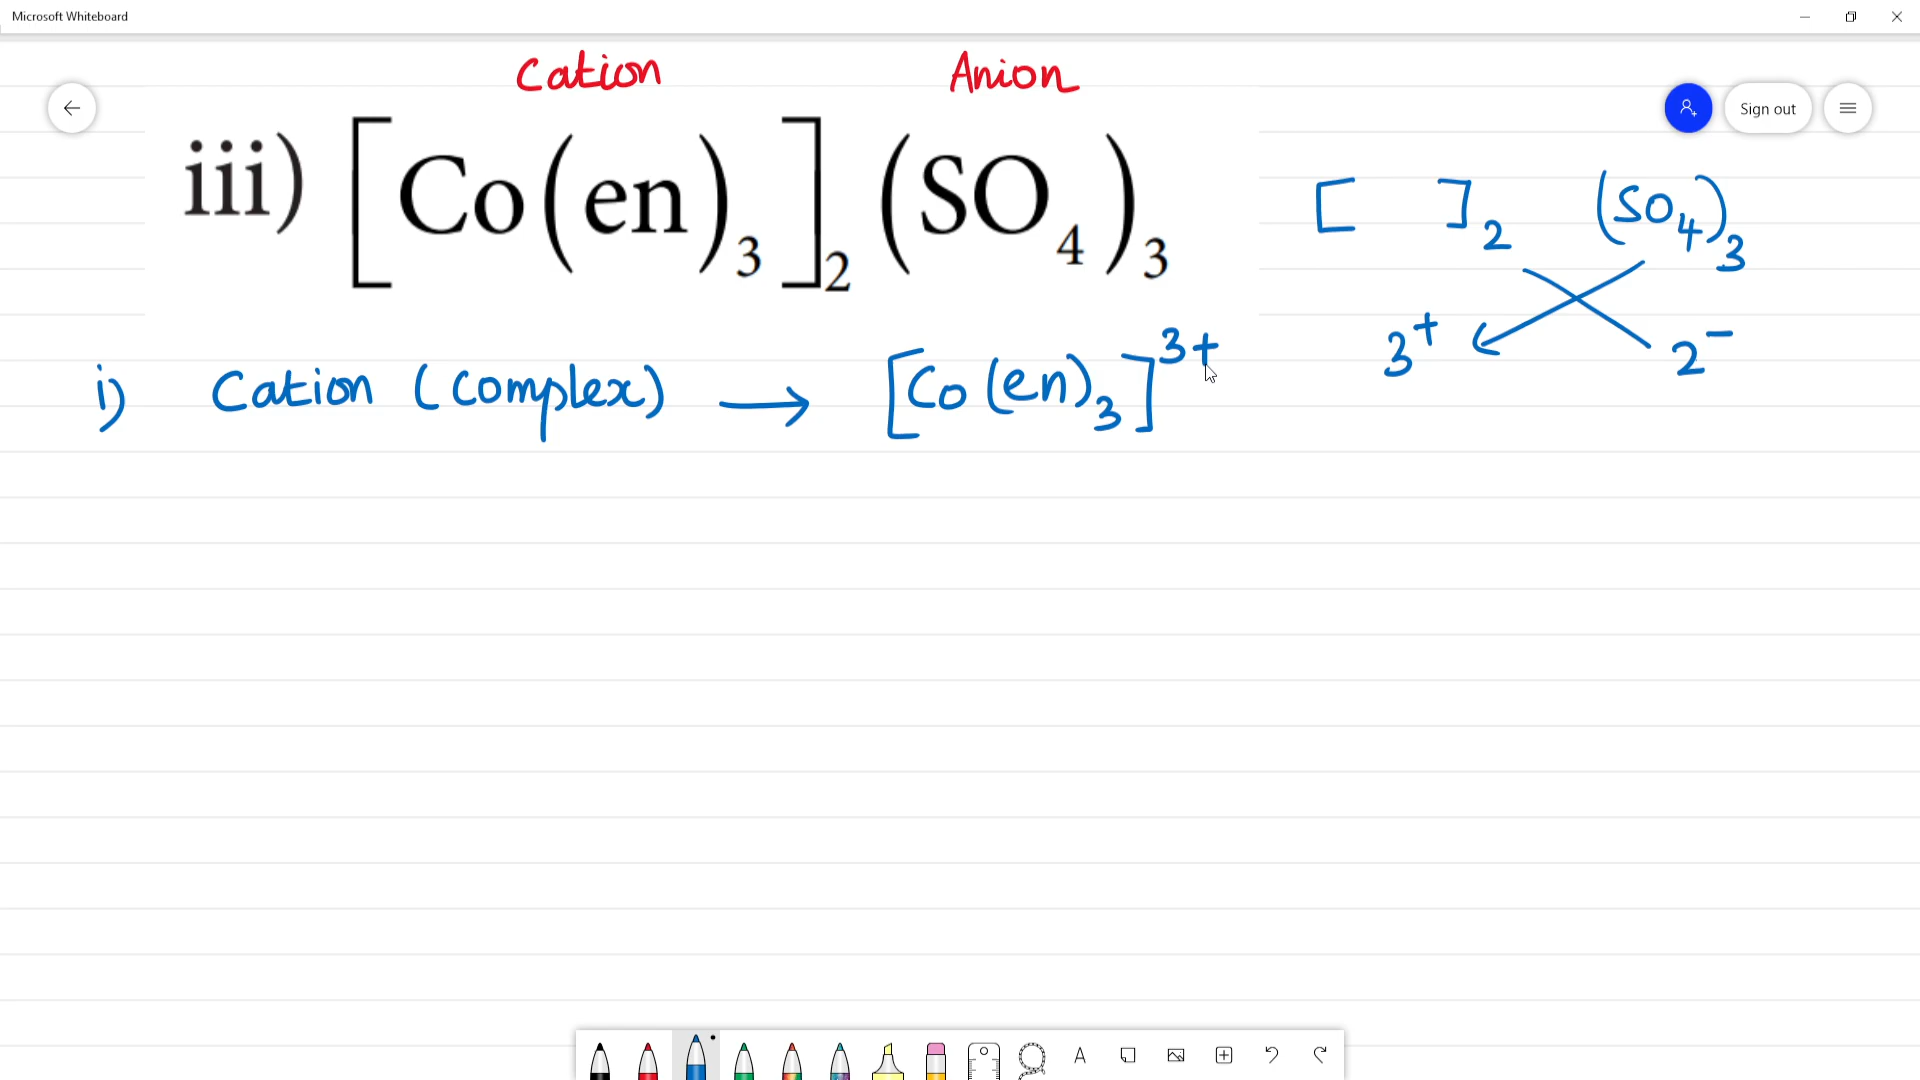 Microsoft Whiteboard
Cation Anion
Sign out
iii) [Co(en)₃]₂(SO₄)₃
[ ]₂ (SO₄)₃
3⁺ 2⁻
i) Cation (complex) → [Co(en)₃]³⁺
A